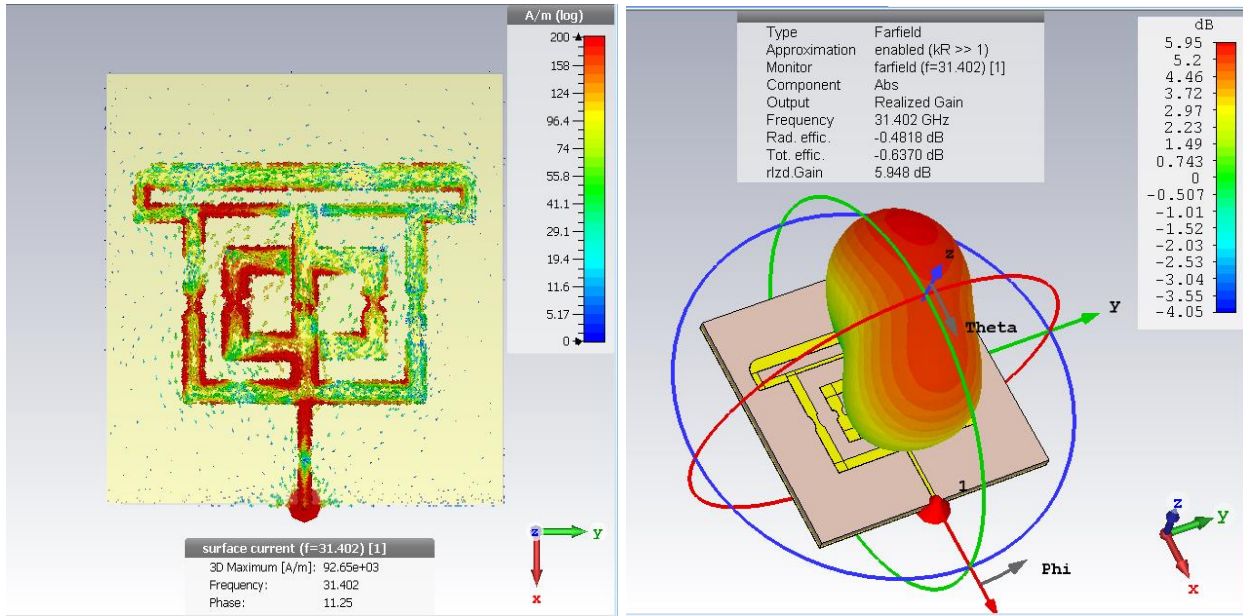 A/m (log)
200
158
124
96.4
74.8
55.8
41.1
29.1
19.4
11.6
5.17
0
z
y
x
surface current (f=31.402) [1]
3D Maximum [A/m]: 92.65e+03
Frequency: 31.402
Phase: 11.25
Type Farfield
Approximation enabled (kR >> 1)
Monitor farfield (f=31.402) [1]
Component Abs
Output Realized Gain
Frequency 31.402 GHz
Rad. effic. -0.4818 dB
Tot. effic. -0.6370 dB
rlzd.Gain 5.948 dB
dB
5.95
5.2
4.46
3.72
2.97
2.23
1.49
0.743
0
-0.507
-1.01
-1.52
-2.03
-2.53
-3.04
-3.55
-4.05
z
y
Theta
1
Phi
z
y
x